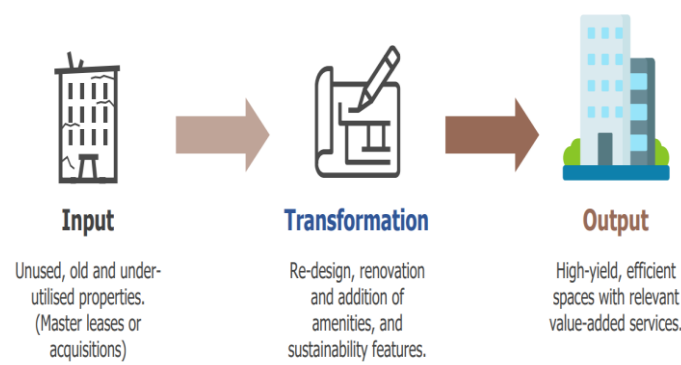 Input
Unused, old and under-
utilised properties.
(Master leases or
acquisitions)
Transformation
Re-design, renovation
and addition of
amenities, and
sustainability features.
Output
High-yield, efficient
spaces with relevant
value-added services.